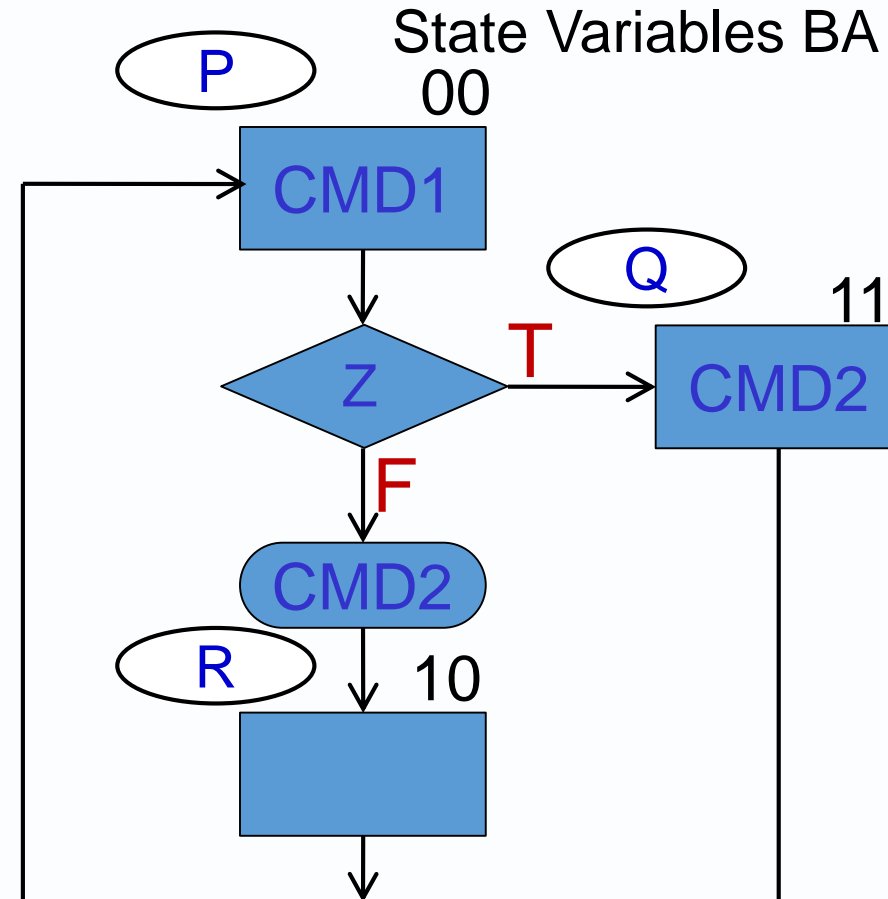 State Variables BA
P
00
CMD1
Q
11
Z
T
CMD2
F
CMD2
R
10